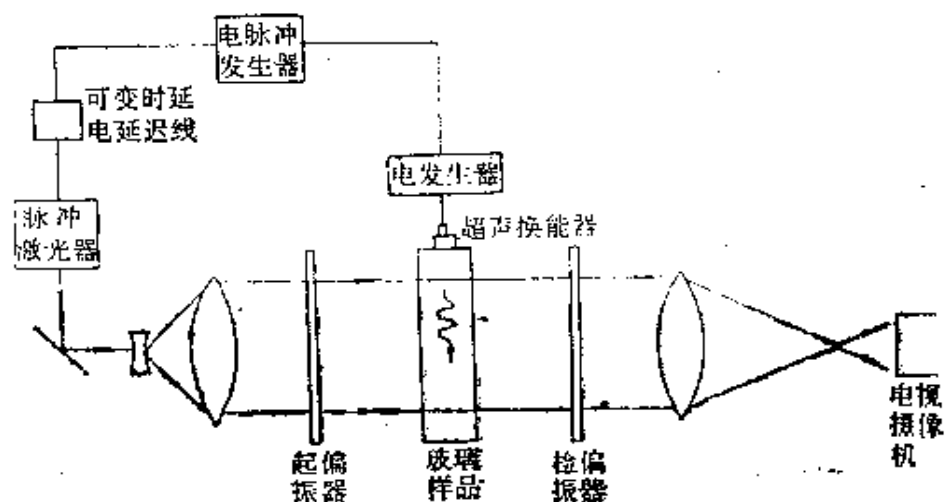 电脉冲
发生器
可变时延
电延迟线
电发生器
脉冲
激光器
超声换能器
起偏
振器
玻璃
样品
检偏
振器
电视
摄像
机